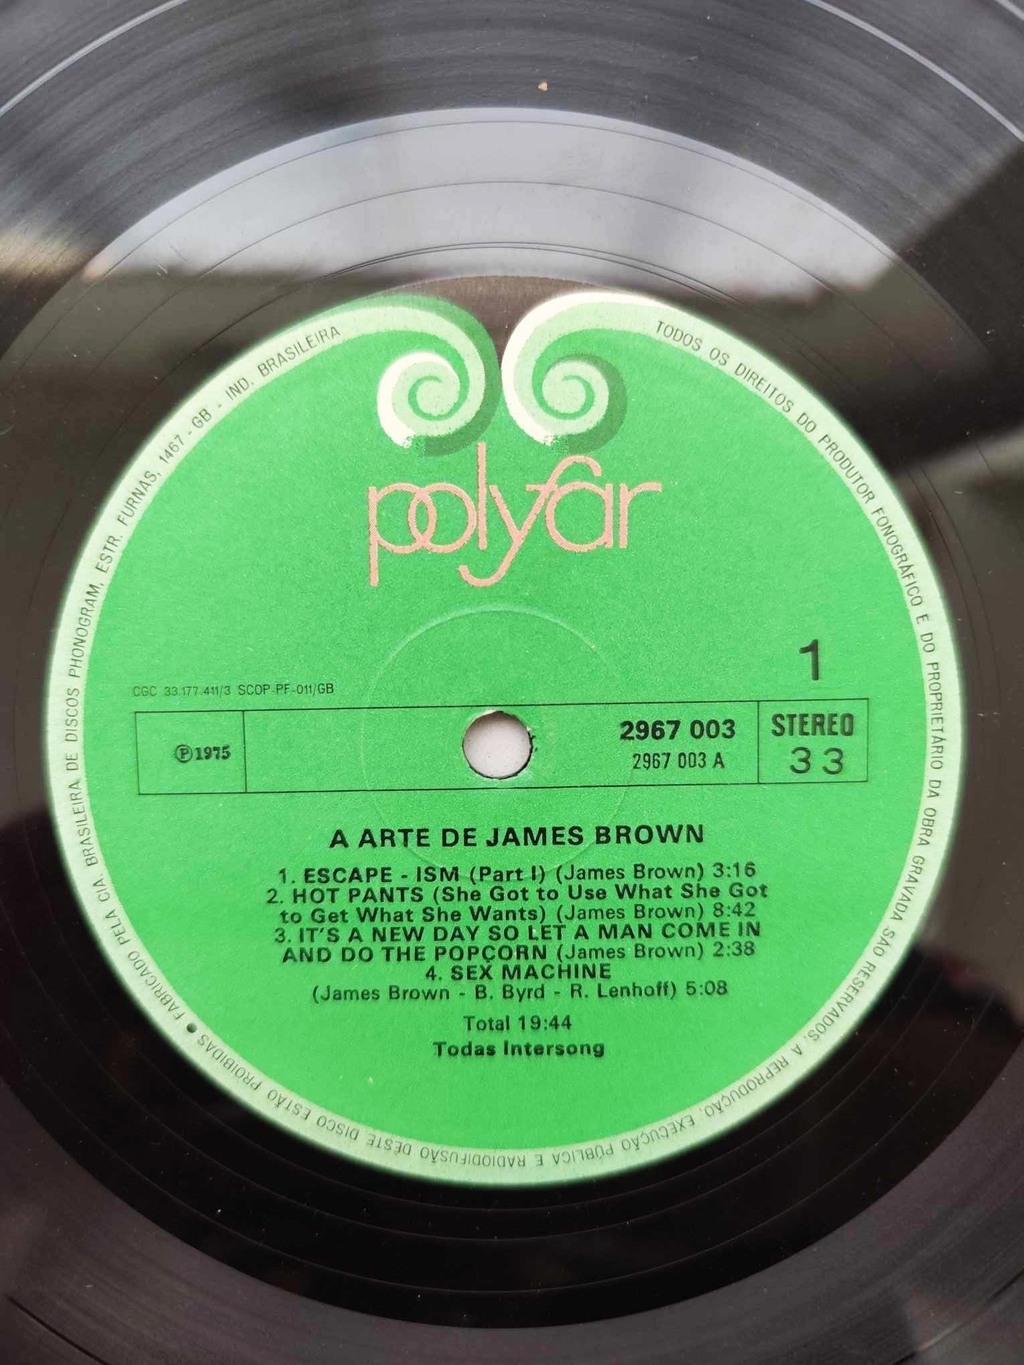 polyfar
1
CGC 33.177.411/3 SCOP-PF-011/GB
℗1975
2967 003
2967 003 A
STEREO
33
A ARTE DE JAMES BROWN
1. ESCAPE - ISM (Part I) (James Brown) 3:16
2. HOT PANTS (She Got to Use What She Got
to Get What She Wants) (James Brown) 8:42
3. IT'S A NEW DAY SO LET A MAN COME IN
AND DO THE POPCORN (James Brown) 2:38
4. SEX MACHINE
(James Brown - B. Byrd - R. Lenhoff) 5:08
Total 19:44
Todas Intersong
TODOS OS DIREITOS DO PRODUTOR FONOGRÁFICO E DO PROPRIETÁRIO DA OBRA GRAVADA SÃO RESERVADOS. A REPRODUÇÃO, EXECUÇÃO PÚBLICA E RADIODIFUSÃO DESTE DISCO ESTÃO PROIBIDAS • FABRICADO PELA CIA. BRASILEIRA DE DISCOS PHONOGRAM, ESTR. FURNAS, 1467 - GB - IND. BRASILEIRA